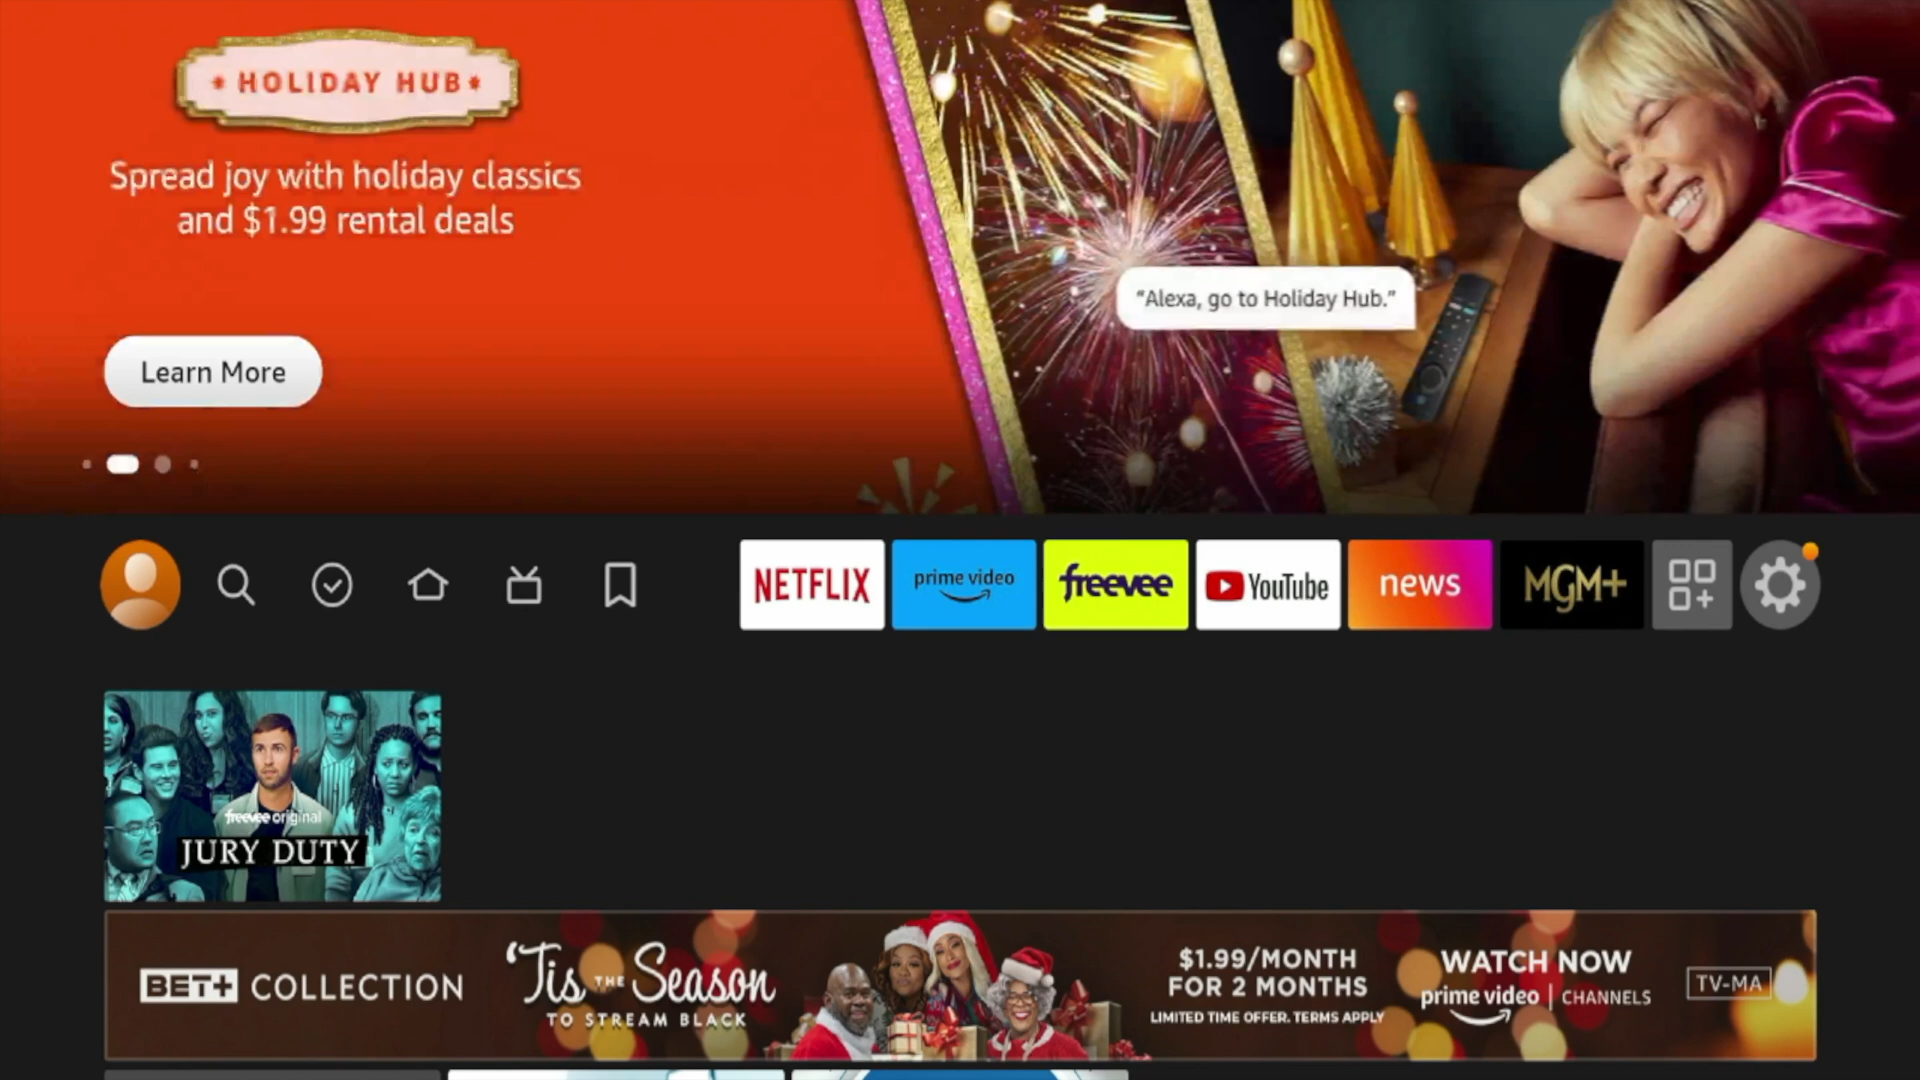 HOLIDAY HUB
Spread joy with holiday classics
and $1.99 rental deals
"Alexa, go to Holiday Hub."
Learn More
NETFLIX
prime video
freevee
YouTube
news
MGM+
freevee original
JURY DUTY
BET+ COLLECTION
'Tis THE Season
TO STREAM BLACK
$1.99/MONTH
FOR 2 MONTHS
LIMITED TIME OFFER. TERMS APPLY
WATCH NOW
prime video | CHANNELS
TV-MA